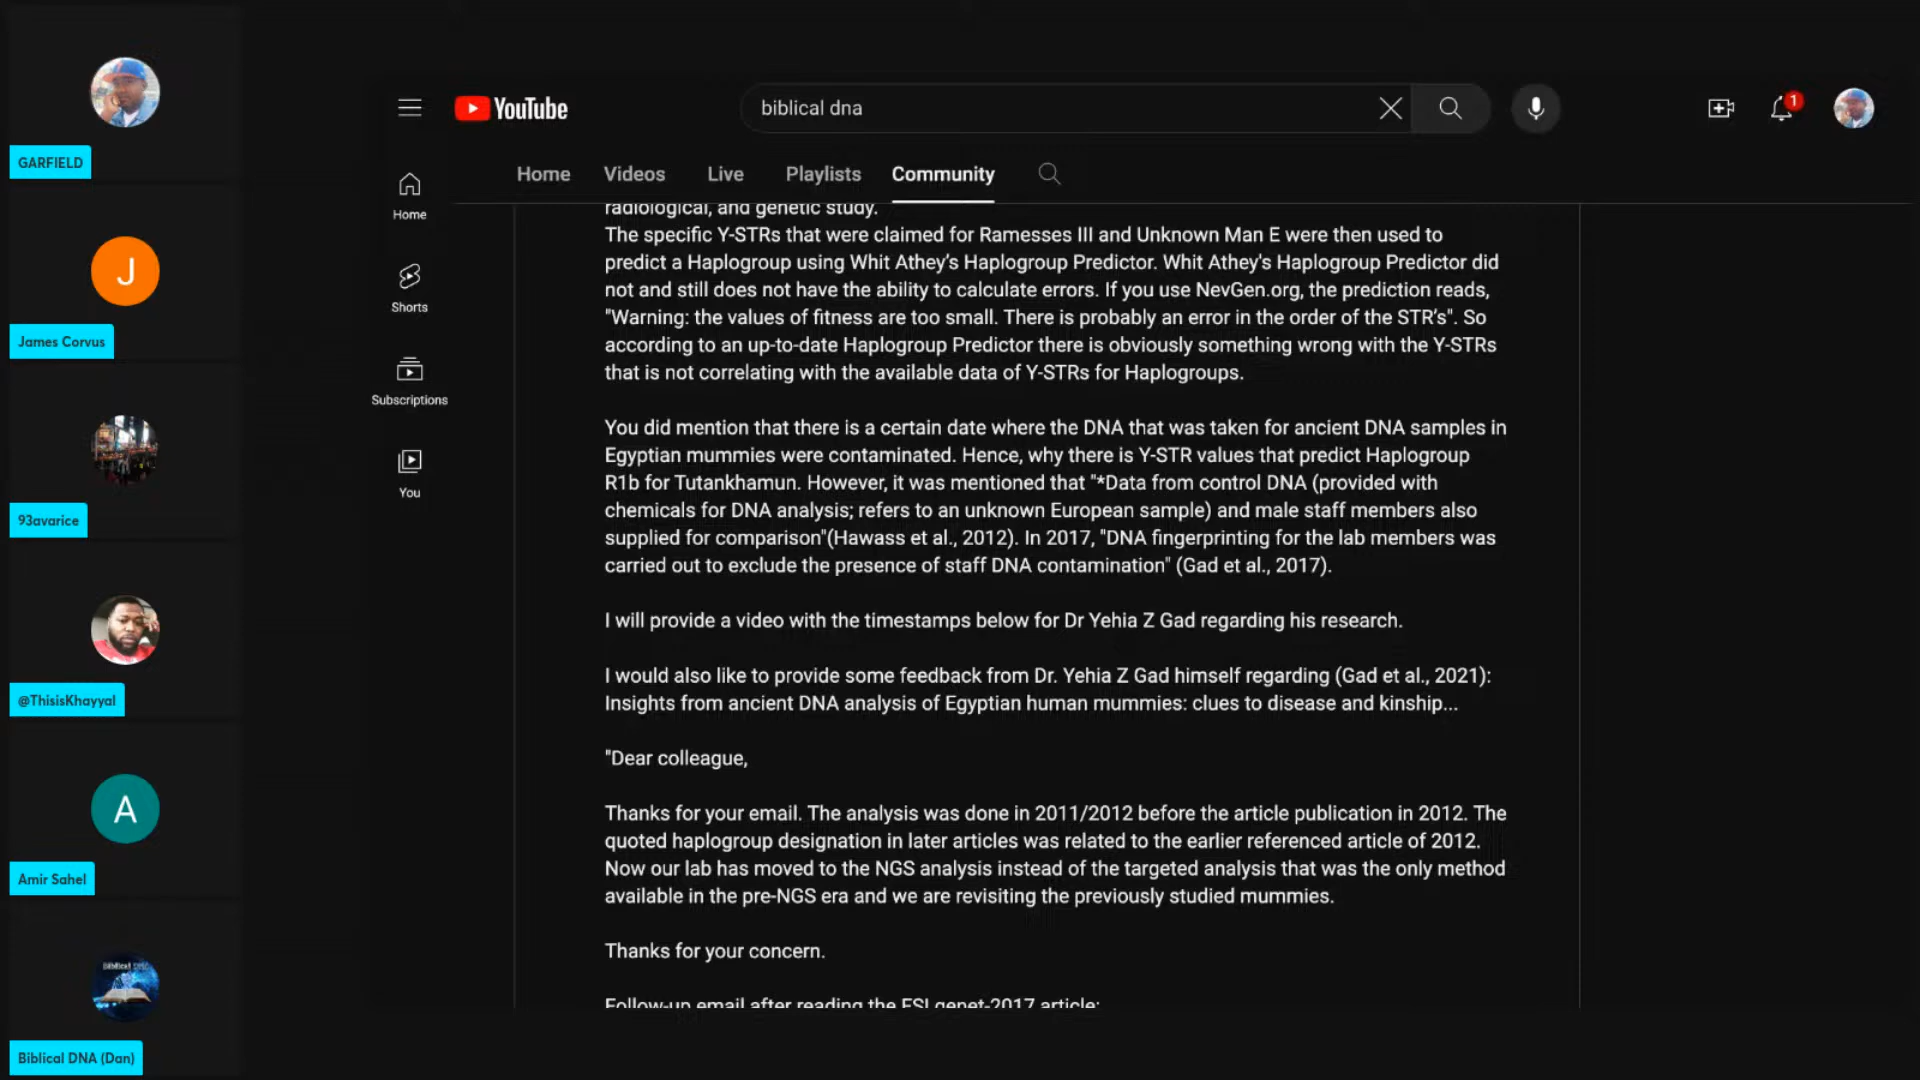 GARFIELD
J
James Corvus
93avarice
@ThisisKhayyal
A
Amir Sahel
Biblical DNA (Dan)
YouTube
biblical dna
1
Home
Videos
Live
Playlists
Community
Home
Shorts
Subscriptions
You
radiological, and genetic study.
The specific Y-STRs that were claimed for Ramesses III and Unknown Man E were then used to
predict a Haplogroup using Whit Athey’s Haplogroup Predictor. Whit Athey's Haplogroup Predictor did
not and still does not have the ability to calculate errors. If you use NevGen.org, the prediction reads,
"Warning: the values of fitness are too small. There is probably an error in the order of the STR’s". So
according to an up-to-date Haplogroup Predictor there is obviously something wrong with the Y-STRs
that is not correlating with the available data of Y-STRs for Haplogroups.
You did mention that there is a certain date where the DNA that was taken for ancient DNA samples in
Egyptian mummies were contaminated. Hence, why there is Y-STR values that predict Haplogroup
R1b for Tutankhamun. However, it was mentioned that "*Data from control DNA (provided with
chemicals for DNA analysis; refers to an unknown European sample) and male staff members also
supplied for comparison"(Hawass et al., 2012). In 2017, "DNA fingerprinting for the lab members was
carried out to exclude the presence of staff DNA contamination" (Gad et al., 2017).
I will provide a video with the timestamps below for Dr Yehia Z Gad regarding his research.
I would also like to provide some feedback from Dr. Yehia Z Gad himself regarding (Gad et al., 2021):
Insights from ancient DNA analysis of Egyptian human mummies: clues to disease and kinship...
"Dear colleague,
Thanks for your email. The analysis was done in 2011/2012 before the article publication in 2012. The
quoted haplogroup designation in later articles was related to the earlier referenced article of 2012.
Now our lab has moved to the NGS analysis instead of the targeted analysis that was the only method
available in the pre-NGS era and we are revisiting the previously studied mummies.
Thanks for your concern.
Follow-up email after reading the FSI genet-2017 article: